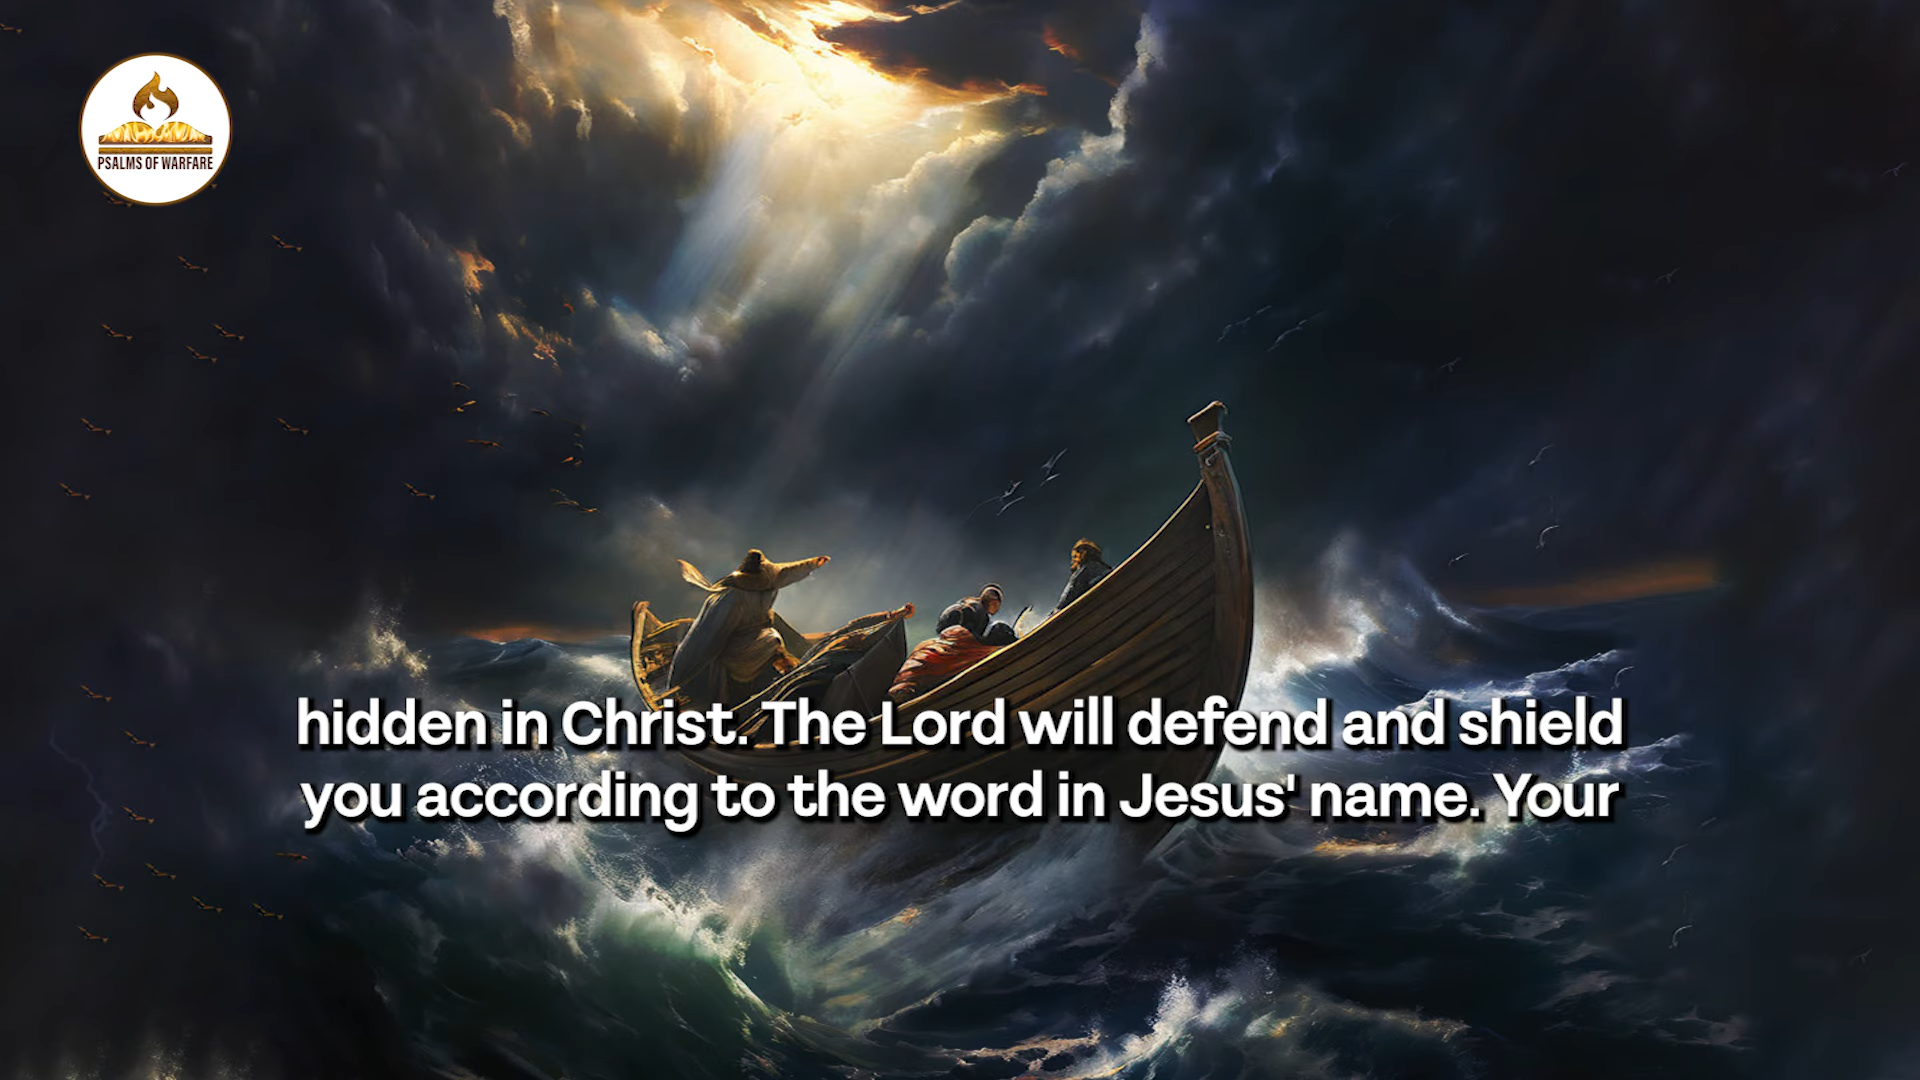 PSALMS OF WARFARE
hidden in Christ. The Lord will defend and shield
you according to the word in Jesus' name. Your